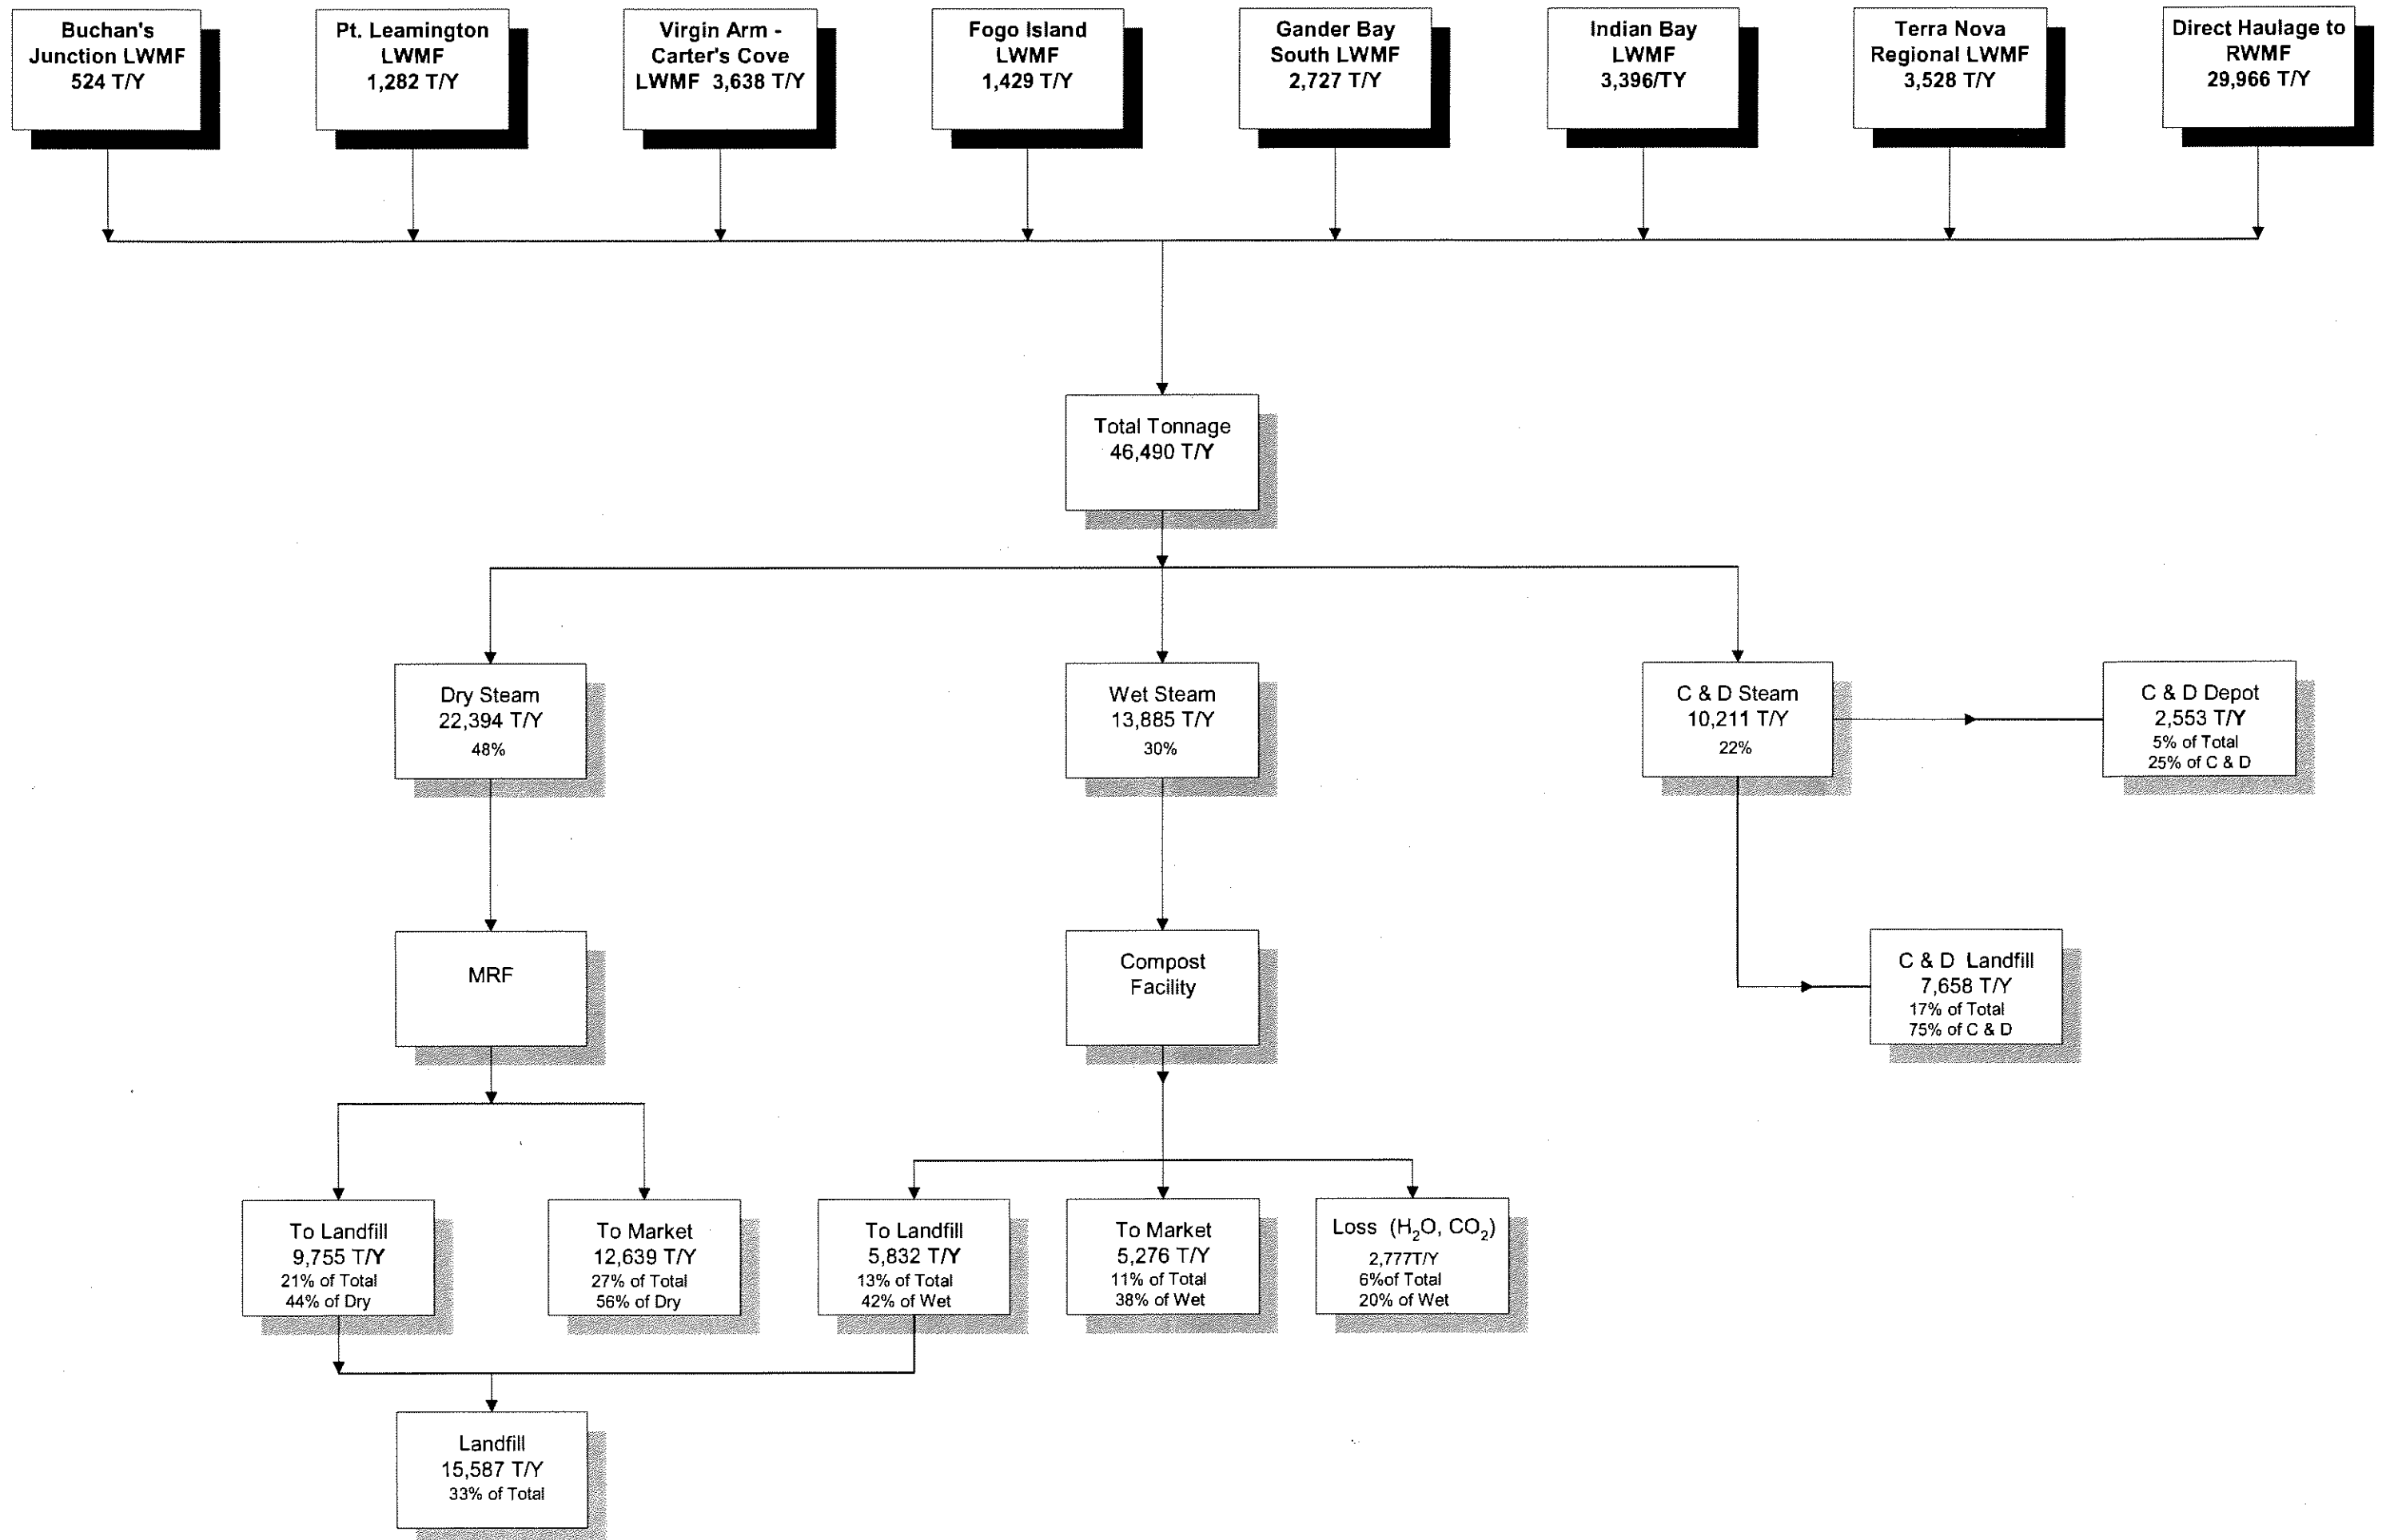 Buchan's
Junction LWMF
524 T/Y
Pt. Leamington
LWMF
1,282 T/Y
Virgin Arm -
Carter's Cove
LWMF 3,638 T/Y
Fogo Island
LWMF
1,429 T/Y
Gander Bay
South LWMF
2,727 T/Y
Indian Bay
LWMF
3,396/TY
Terra Nova
Regional LWMF
3,528 T/Y
Direct Haulage to
RWMF
29,966 T/Y
Total Tonnage
46,490 T/Y
Dry Steam
22,394 T/Y
48%
Wet Steam
13,885 T/Y
30%
C & D Steam
10,211 T/Y
22%
C & D Depot
2,553 T/Y
5% of Total
25% of C & D
MRF
Compost
Facility
C & D Landfill
7,658 T/Y
17% of Total
75% of C & D
To Landfill
9,755 T/Y
21% of Total
44% of Dry
To Market
12,639 T/Y
27% of Total
56% of Dry
To Landfill
5,832 T/Y
13% of Total
42% of Wet
To Market
5,276 T/Y
11% of Total
38% of Wet
Loss (H₂O, CO₂)
2,777T/Y
6%of Total
20% of Wet
Landfill
15,587 T/Y
33% of Total